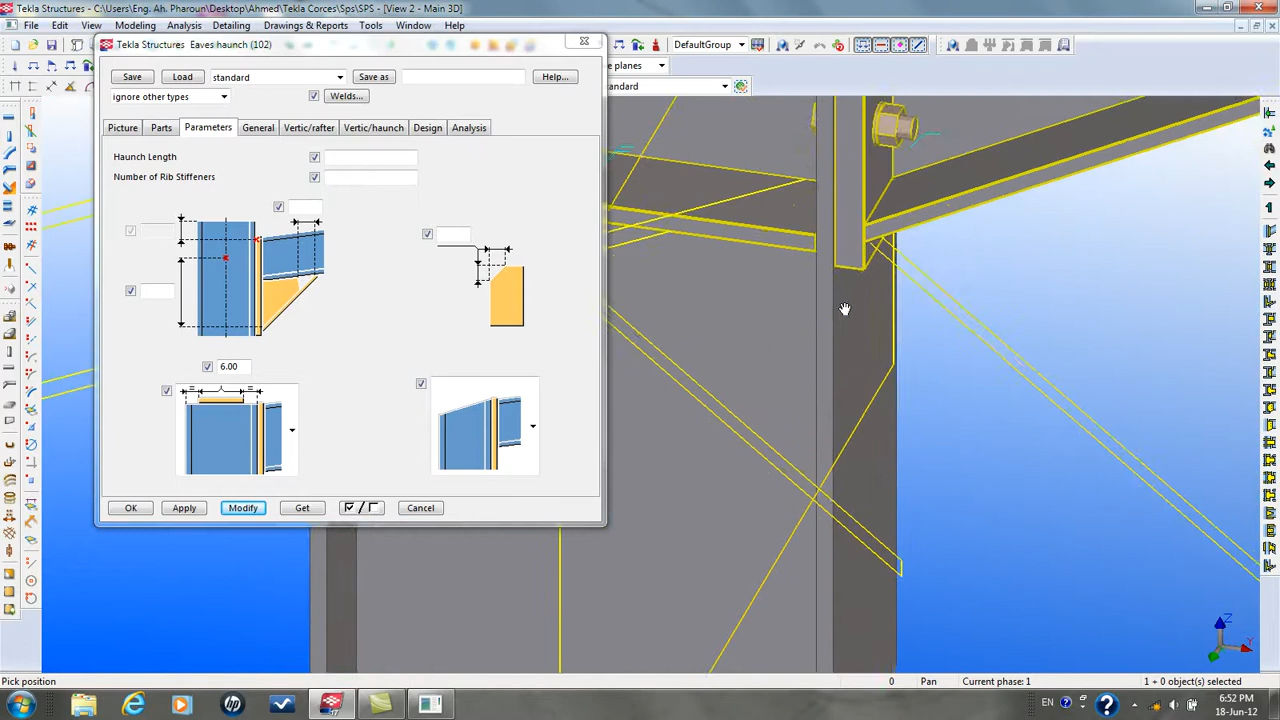 Tekla Structures - C:\Users\Eng. Ah. Pharoun\Desktop\Ahmed\Tekla Corces\Sps\SPS - [View 2 - Main 3D]
File Edit View Modeling Analysis Detailing Drawings & Reports Tools Window Help
Tekla Structures Eaves haunch (102)
DefaultGroup
e planes
Save Load standard Save as Help...
andard
ignore other types Welds...
Picture Parts Parameters General Vertic/rafter Vertic/haunch Design Analysis
Haunch Length
Number of Rib Stiffeners
6.00
OK Apply Modify Get / Cancel
Z
Y
Pick position 0 Pan Current phase: 1 1 + 0 object(s) selected
EN 6:52 PM
18-Jun-12